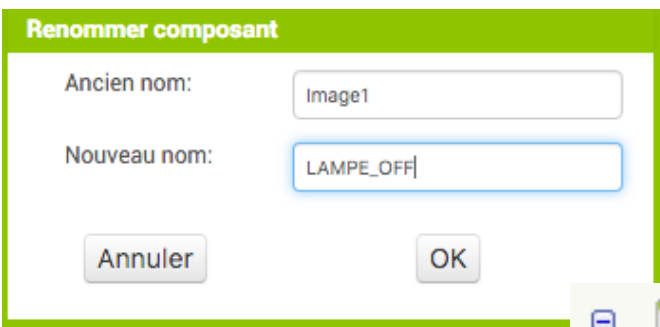 Renommer composant
Ancien nom: Image1
Nouveau nom: LAMPE_OFF
Annuler OK